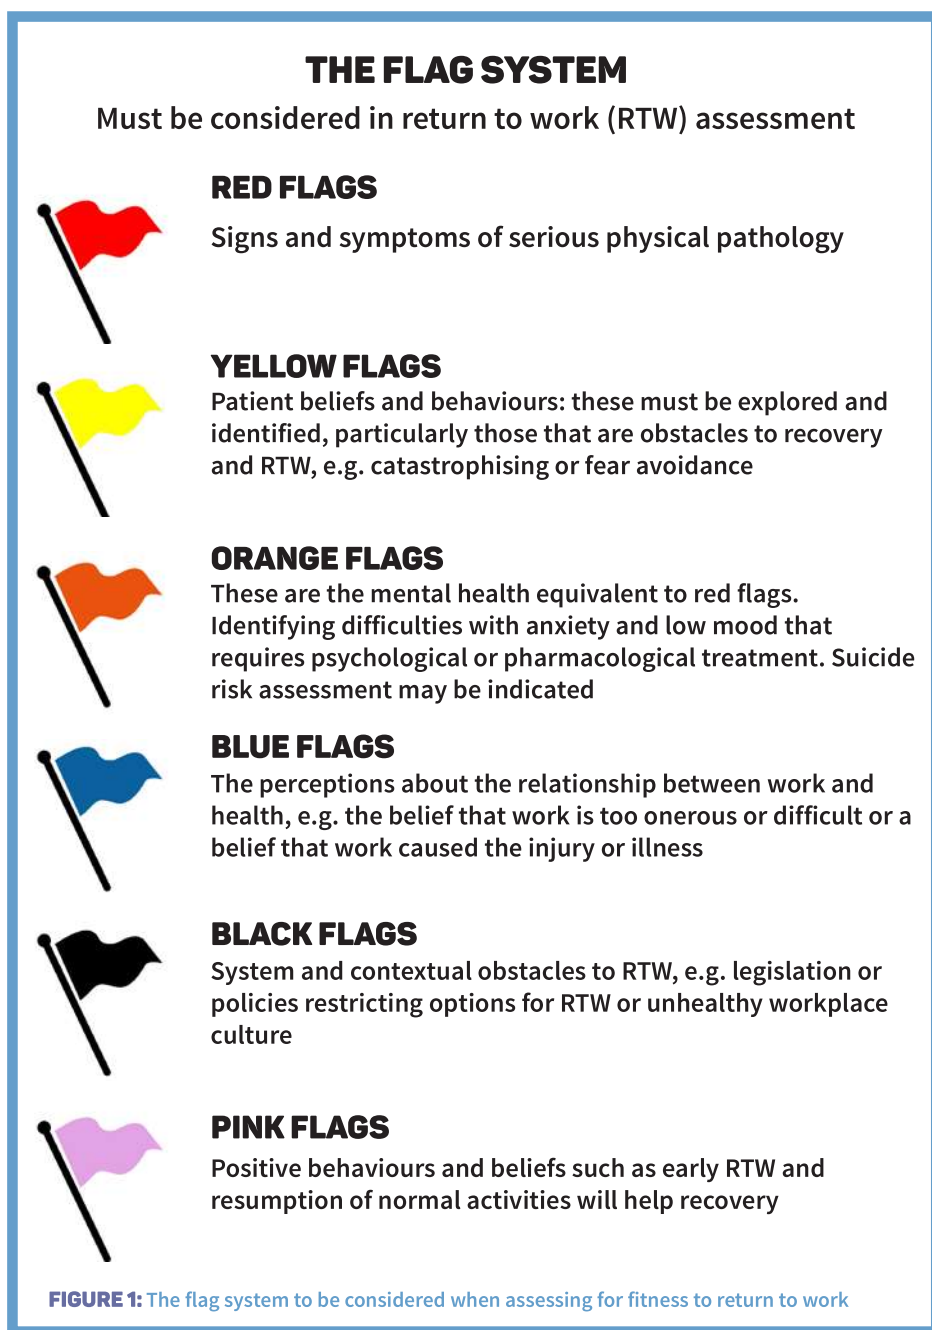 THE FLAG SYSTEM
Must be considered in return to work (RTW) assessment
RED FLAGS
Signs and symptoms of serious physical pathology
YELLOW FLAGS
Patient beliefs and behaviours: these must be explored and
identified, particularly those that are obstacles to recovery
and RTW, e.g. catastrophising or fear avoidance
ORANGE FLAGS
These are the mental health equivalent to red flags.
Identifying difficulties with anxiety and low mood that
requires psychological or pharmacological treatment. Suicide
risk assessment may be indicated
BLUE FLAGS
The perceptions about the relationship between work and
health, e.g. the belief that work is too onerous or difficult or a
belief that work caused the injury or illness
BLACK FLAGS
System and contextual obstacles to RTW, e.g. legislation or
policies restricting options for RTW or unhealthy workplace
culture
PINK FLAGS
Positive behaviours and beliefs such as early RTW and
resumption of normal activities will help recovery
FIGURE 1: The flag system to be considered when assessing for fitness to return to work